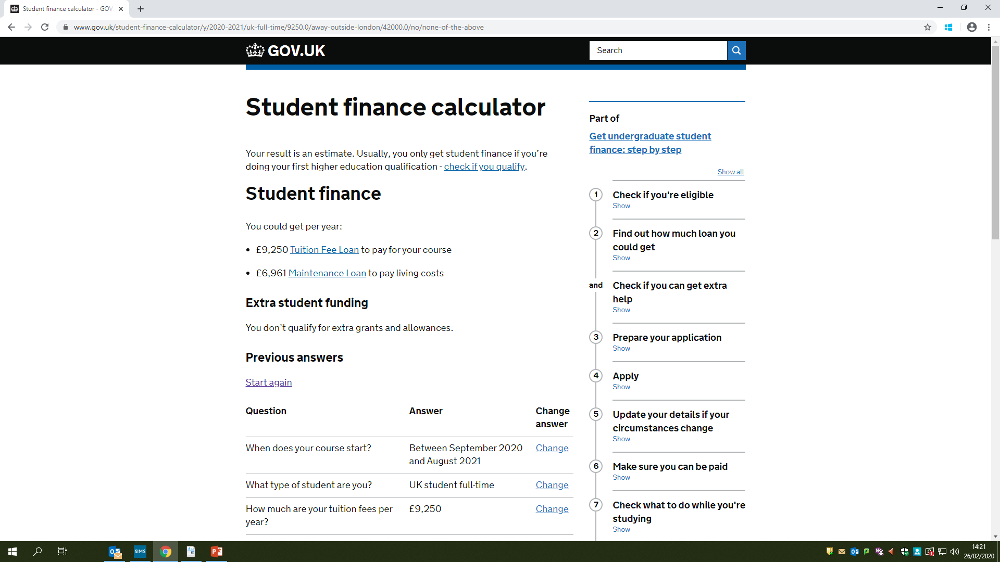 Student finance calculator - GOV
www.gov.uk/student-finance-calculator/y/2020-2021/uk-full-time/9250.0/away-outside-london/42000.0/no/none-of-the-above
GOV.UK
Search
Student finance calculator
Your result is an estimate. Usually, you only get student finance if you’re
doing your first higher education qualification - check if you qualify.
Student finance
You could get per year:
• £9,250 Tuition Fee Loan to pay for your course
• £6,961 Maintenance Loan to pay living costs
Extra student funding
You don’t qualify for extra grants and allowances.
Previous answers
Start again
Question Answer Change
answer
When does your course start? Between September 2020 Change
and August 2021
What type of student are you? UK student full-time Change
How much are your tuition fees per £9,250 Change
year?
Part of
Get undergraduate student
finance: step by step
Show all
1 Check if you're eligible
Show
2 Find out how much loan you
could get
Show
and Check if you can get extra
help
Show
3 Prepare your application
Show
4 Apply
Show
5 Update your details if your
circumstances change
Show
6 Make sure you can be paid
Show
7 Check what to do while you're
studying
Show
SIMS
14:21
26/02/2020